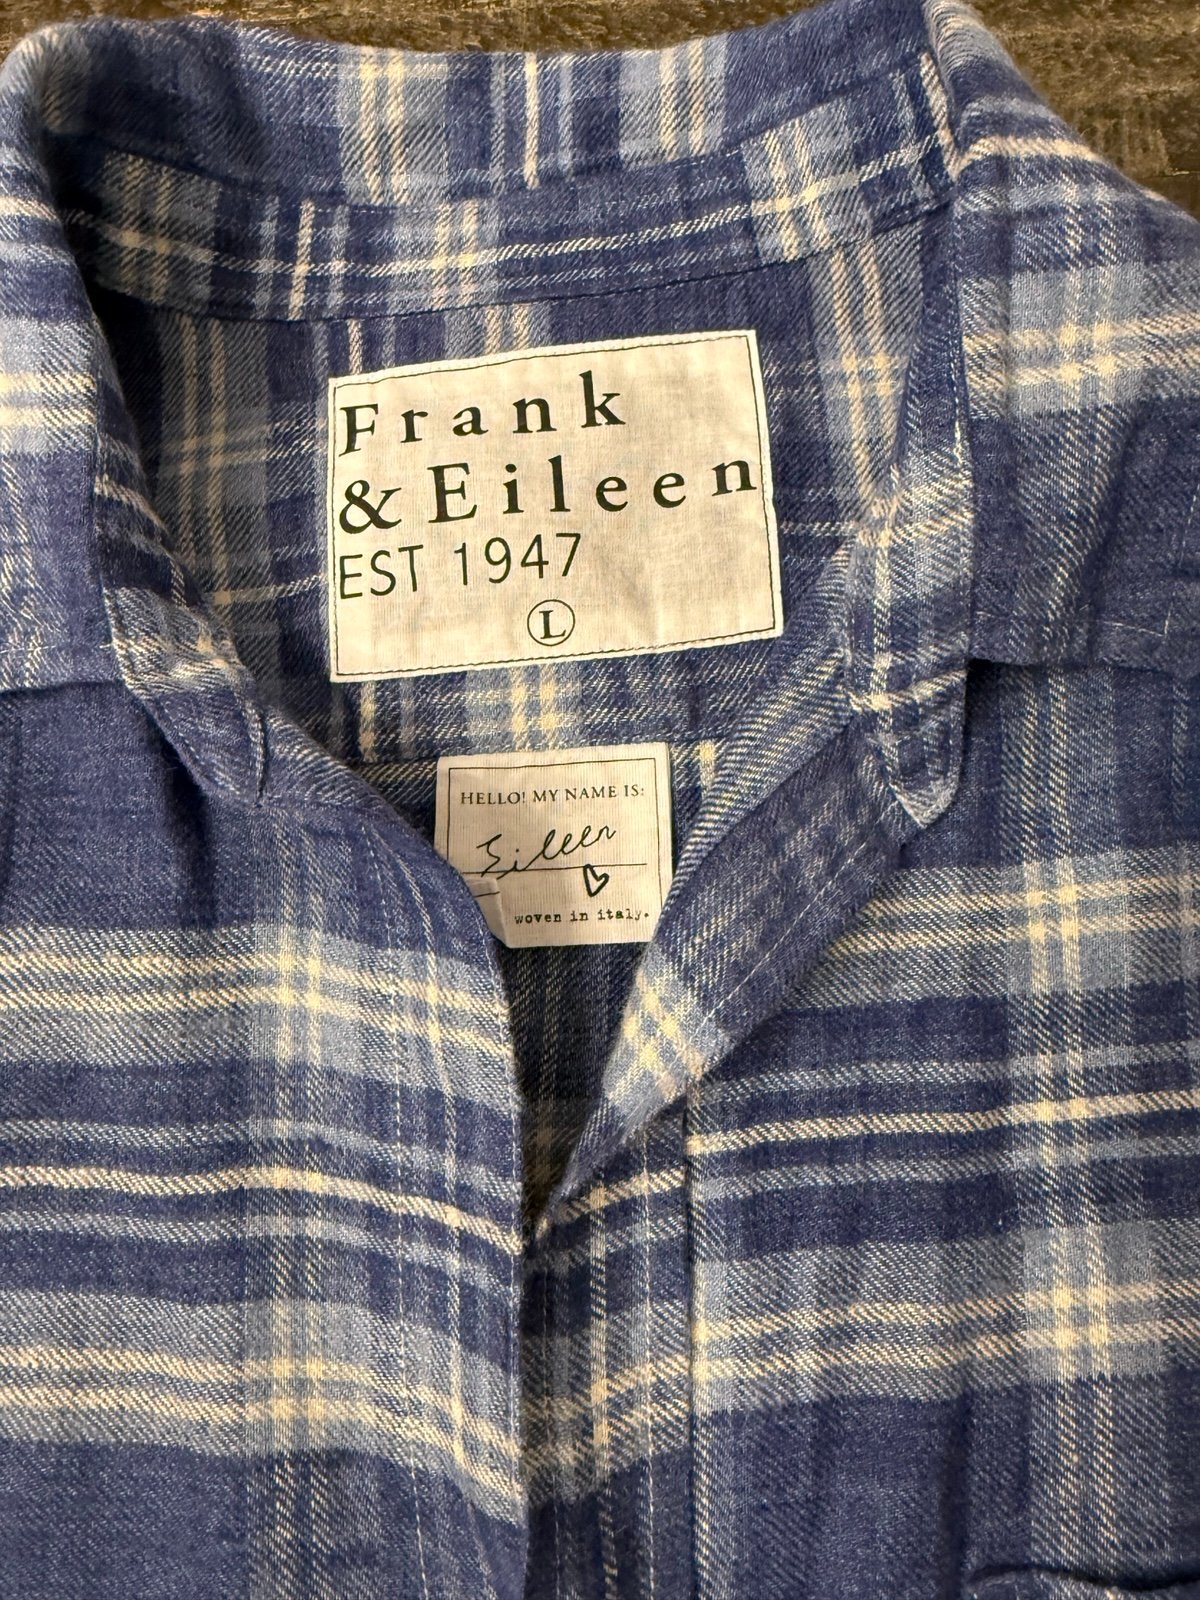 Frank
& Eileen
EST 1947
L
HELLO! MY NAME IS:
Eileen
woven in italy.